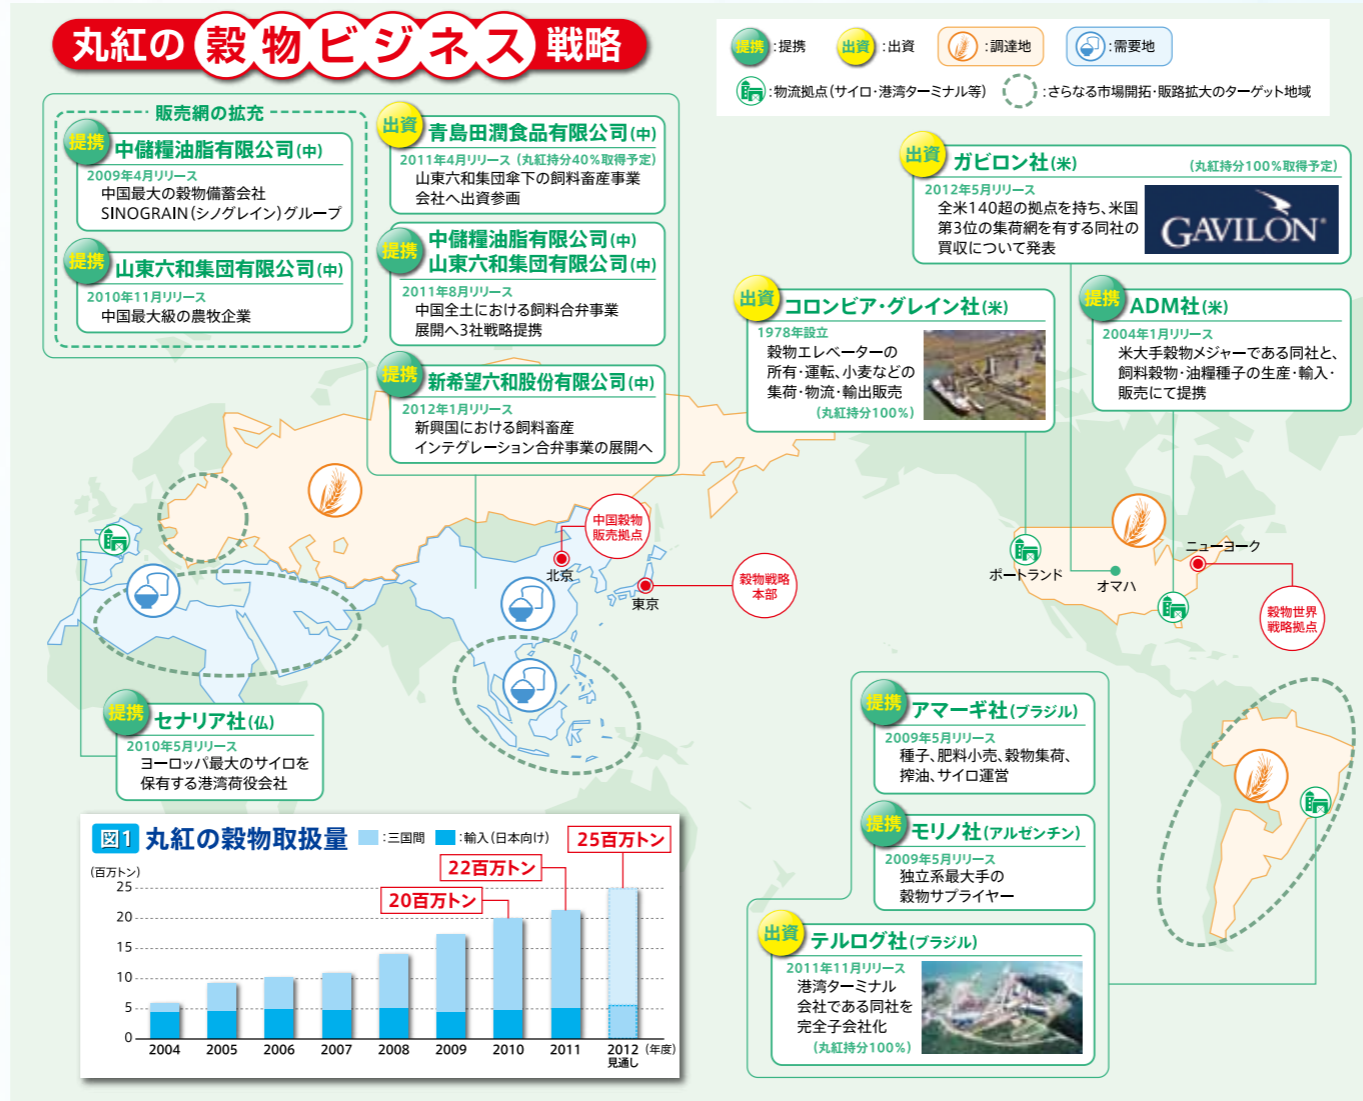 丸紅の穀物ビジネス戦略
提携:提携
出資:出資
:調達地
:需要地
:物流拠点(サイロ・港湾ターミナル等)
:さらなる市場開拓・販路拡大のターゲット地域
販売網の拡充
提携
中儲糧油脂有限公司(中)
2009年4月リリース
中国最大の穀物備蓄会社
SINOGRAIN(シノグレイン)グループ
提携
山東六和集団有限公司(中)
2010年11月リリース
中国最大級の農牧企業
出資
青島田潤食品有限公司(中)
2011年4月リリース(丸紅持分40%取得予定)
山東六和集団傘下の飼料畜産事業
会社へ出資参画
提携
中儲糧油脂有限公司(中)
山東六和集団有限公司(中)
2011年8月リリース
中国全土における飼料合弁事業
展開へ3社戦略提携
提携
新希望六和股份有限公司(中)
2012年1月リリース
新興国における飼料畜産
インテグレーション合弁事業の展開へ
出資
ガビロン社(米)
(丸紅持分100%取得予定)
2012年5月リリース
全米140超の拠点を持ち、米国
第3位の集荷網を有する同社の
買収について発表
GAVILON®
出資
コロンビア・グレイン社(米)
1978年設立
穀物エレベーターの
所有・運転、小麦などの
集荷・物流・輸出販売
(丸紅持分100%)
提携
ADM社(米)
2004年1月リリース
米大手穀物メジャーである同社と、
飼料穀物・油糧種子の生産・輸入・
販売にて提携
中国穀物
販売拠点
北京
東京
穀物戦略
本部
ポートランド
オマハ
ニューヨーク
穀物世界
戦略拠点
提携
セナリア社(仏)
2010年5月リリース
ヨーロッパ最大のサイロを
保有する港湾荷役会社
提携
アマーギ社(ブラジル)
2009年5月リリース
種子、肥料小売、穀物集荷、
搾油、サイロ運営
提携
モリノ社(アルゼンチン)
2009年5月リリース
独立系最大手の
穀物サプライヤー
出資
テルログ社(ブラジル)
2011年11月リリース
港湾ターミナル
会社である同社を
完全子会社化
(丸紅持分100%)
図1 丸紅の穀物取扱量
:三国間
:輸入(日本向け)
(百万トン)
25百万トン
22百万トン
20百万トン
25
20
15
10
5
0
2004 2005 2006 2007 2008 2009 2010 2011 2012 (年度)
見通し